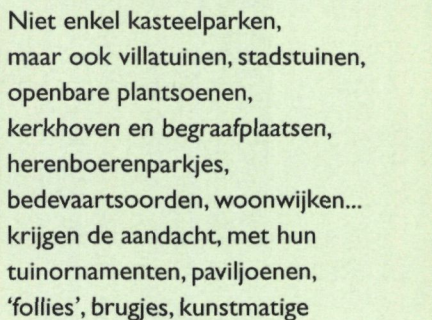 Niet enkel kasteelparken,
maar ook villatuinen, stadstuinen,
openbare plantsoenen,
kerkhoven en begraafplaatsen,
herenboerenparkjes,
bedevaartsoorden, woonwijken...
krijgen de aandacht, met hun
tuinornamenten, paviljoenen,
‘follies’, brugjes, kunstmatige